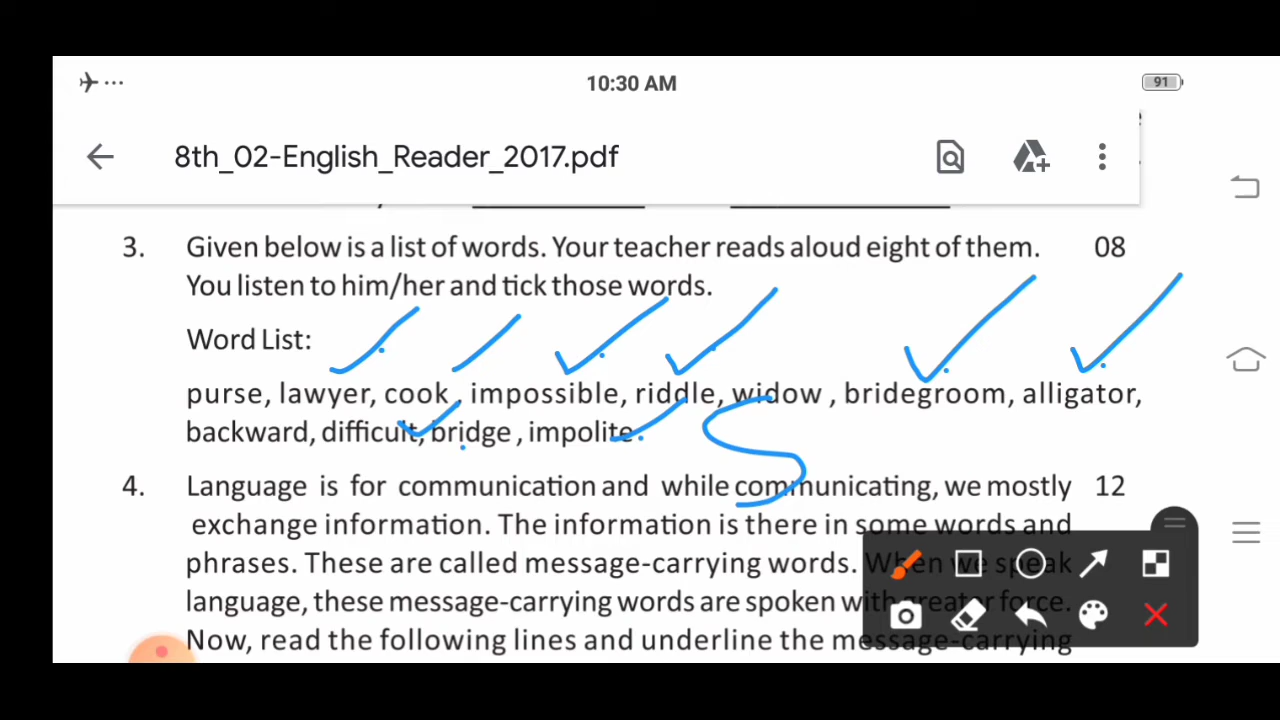 10:30 AM
91
8th_02-English_Reader_2017.pdf
3. Given below is a list of words. Your teacher reads aloud eight of them. 08
You listen to him/her and tick those words.
Word List:
purse, lawyer, cook , impossible, riddle, widow , bridegroom, alligator,
backward, difficult, bridge , impolite.
4. Language is for communication and while communicating, we mostly 12
exchange information. The information is there in some words and
phrases. These are called message-carrying words. When we speak
language, these message-carrying words are spoken with greater force.
Now, read the following lines and underline the message-carrying